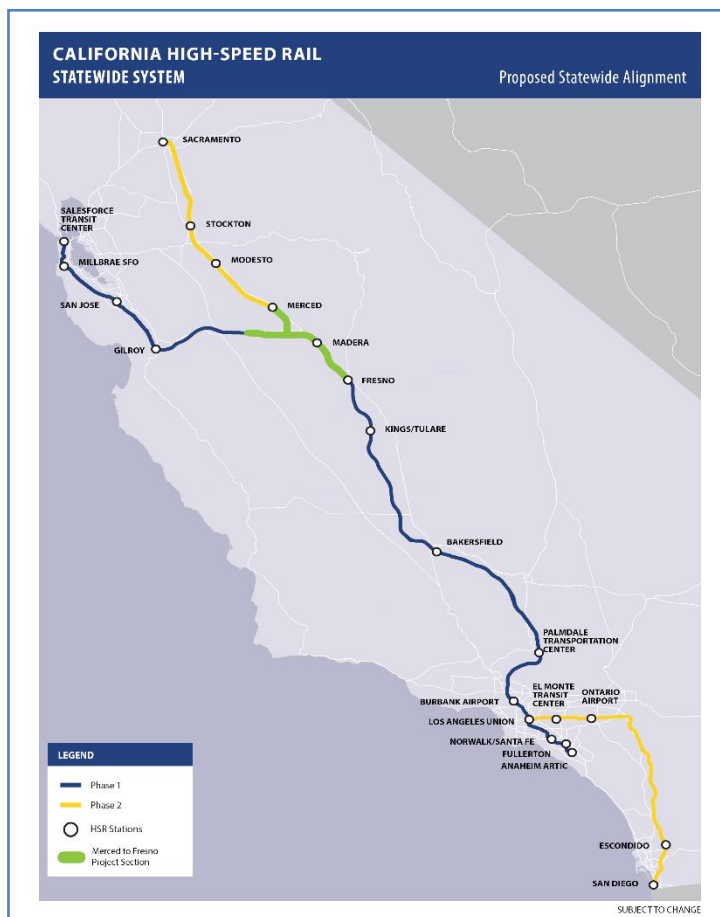 CALIFORNIA HIGH-SPEED RAIL
STATEWIDE SYSTEM
Proposed Statewide Alignment
SACRAMENTO
SALESFORCE
TRANSIT
CENTER
STOCKTON
MILLBRAE SFO
MODESTO
SAN JOSE
MERCED
GILROY
MADERA
FRESNO
KINGS/TULARE
BAKERSFIELD
PALMDALE
TRANSPORTATION
CENTER
BURBANK AIRPORT
EL MONTE
TRANSIT
CENTER
ONTARIO
AIRPORT
LOS ANGELES UNION
NORWALK/SANTA FE
FULLERTON
ANAHEIM ARTIC
ESCONDIDO
SAN DIEGO
LEGEND
Phase 1
Phase 2
HSR Stations
Merced to Fresno
Project Section
SUBJECT TO CHANGE